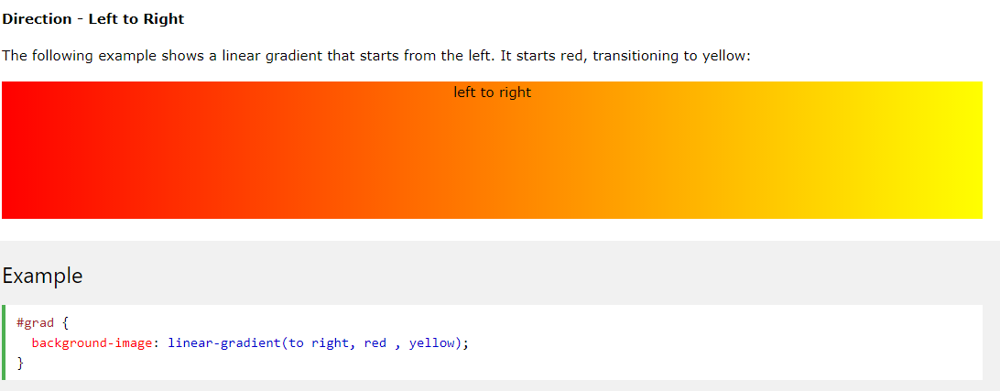 Direction - Left to Right
The following example shows a linear gradient that starts from the left. It starts red, transitioning to yellow:
left to right
Example
#grad {
  background-image: linear-gradient(to right, red , yellow);
}